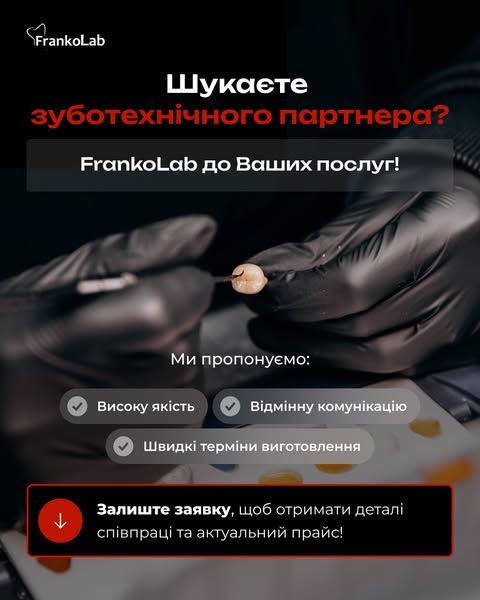 FrankoLab
Шукаєте
зуботехнічного партнера?
FrankoLab до Ваших послуг!
Ми пропонуємо:
Високу якість
Відмінну комунікацію
Швидкі терміни виготовлення
Залиште заявку, щоб отримати деталі
співпраці та актуальний прайс!